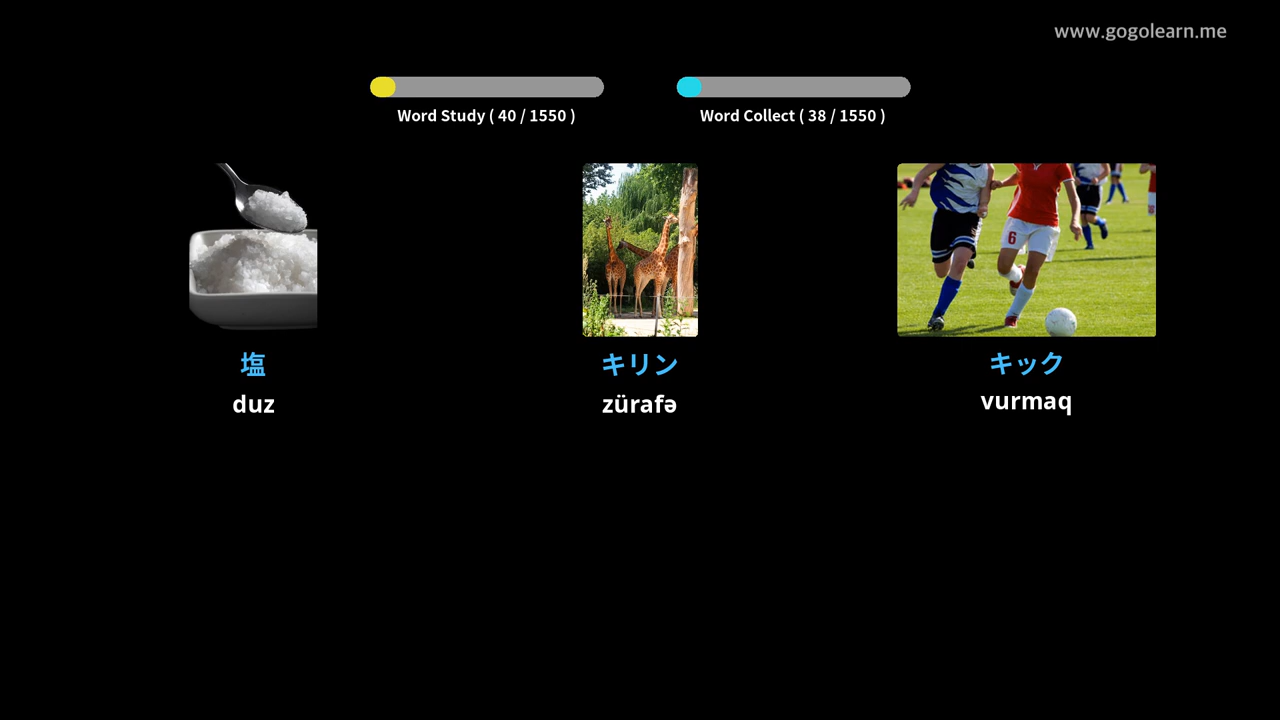 www.gogolearn.me
Word Study ( 40 / 1550 )
Word Collect ( 38 / 1550 )
6
塩
duz
キリン
zürafə
キック
vurmaq